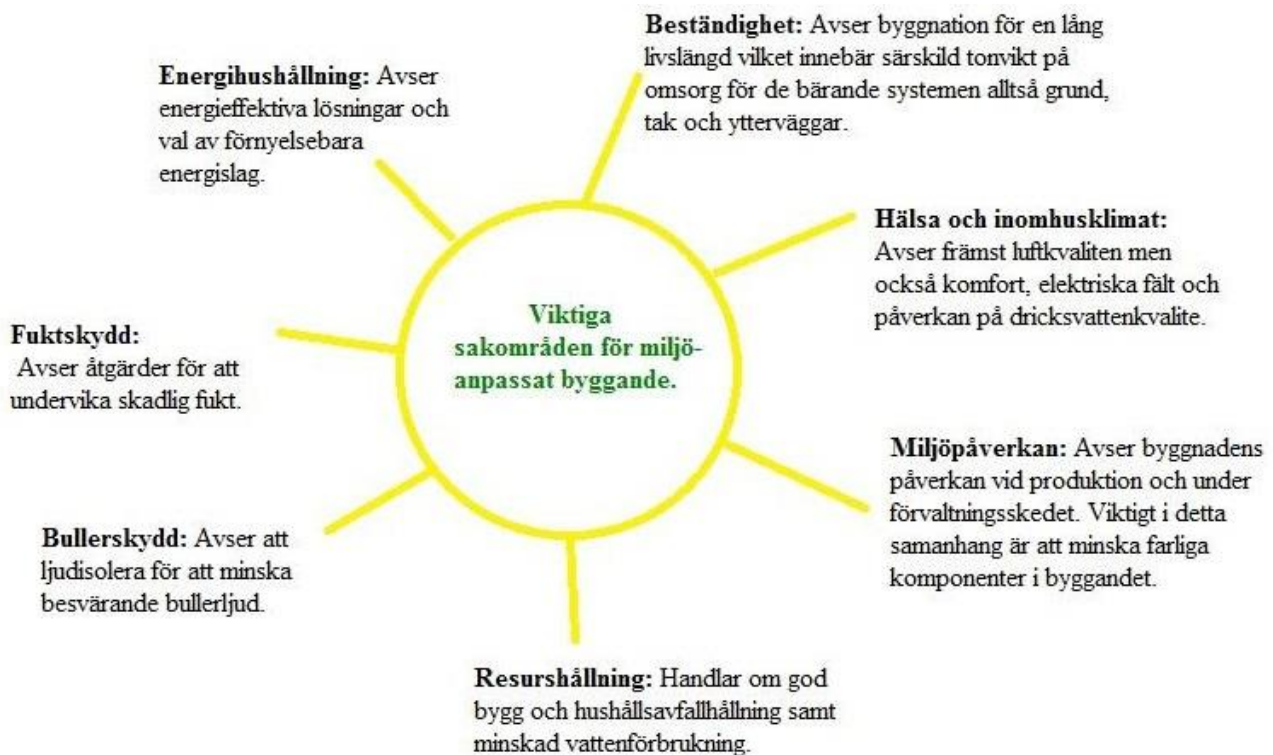 Beständighet: Avser byggnation för en lång
livslängd vilket innebär särskild tonvikt på
omsorg för de bärande systemen alltså grund,
tak och ytterväggar.
Energihushållning: Avser
energieffektiva lösningar och
val av förnyelsebara
energislag.
Hälsa och inomhusklimat:
Avser främst luftkvaliten men
också komfort, elektriska fält och
påverkan på dricksvattenkvalite.
Viktiga
sakområden för miljö-
anpassat byggande.
Fuktskydd:
Avser åtgärder för att
undervika skadlig fukt.
Miljöpåverkan: Avser byggnadens
påverkan vid produktion och under
förvaltningsskedet. Viktigt i detta
samanhang är att minska farliga
komponenter i byggandet.
Bullerskydd: Avser att
ljudisolera för att minska
besvärande bullerljud.
Resurshållning: Handlar om god
bygg och hushållsavfallhållning samt
minskad vattenförbrukning.